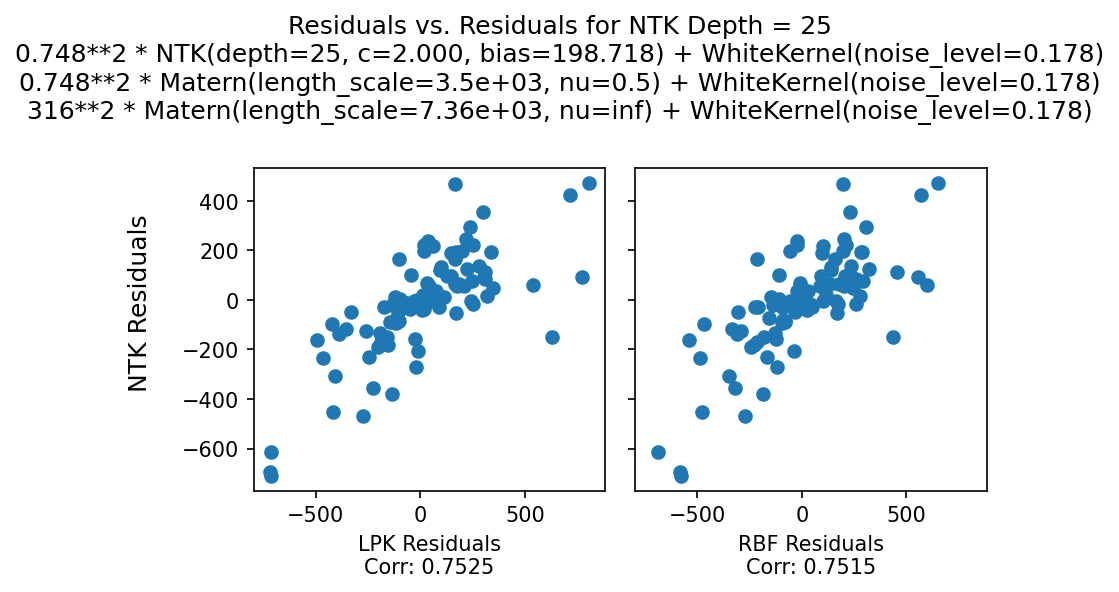 Residuals vs. Residuals for NTK Depth = 25
0.748**2 * NTK(depth=25, c=2.000, bias=198.718) + WhiteKernel(noise_level=0.178)
0.748**2 * Matern(length_scale=3.5e+03, nu=0.5) + WhiteKernel(noise_level=0.178)
316**2 * Matern(length_scale=7.36e+03, nu=inf) + WhiteKernel(noise_level=0.178)
NTK Residuals
400
200
0
−200
−400
−600
−500 0 500
−500 0 500
LPK Residuals
Corr: 0.7525
RBF Residuals
Corr: 0.7515